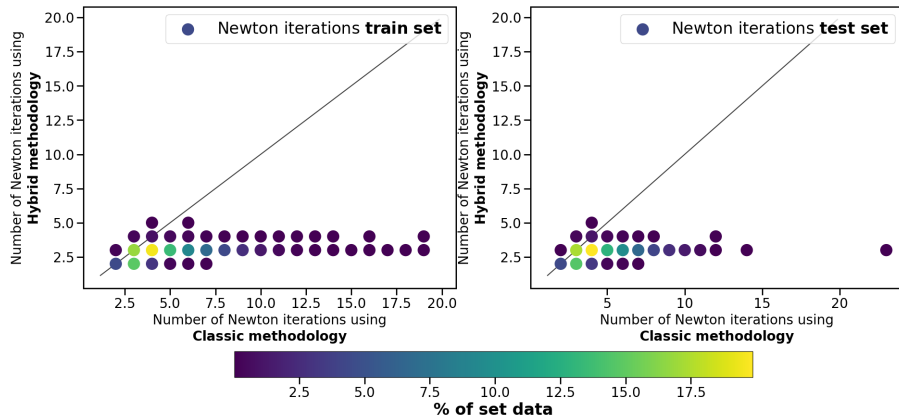 Newton iterations train set
20.0
17.5
15.0
12.5
10.0
7.5
5.0
2.5
Number of Newton iterations using
Hybrid methodology
2.5 5.0 7.5 10.0 12.5 15.0 17.5 20.0
Number of Newton iterations using
Classic methodology
Newton iterations test set
20.0
17.5
15.0
12.5
10.0
7.5
5.0
2.5
Number of Newton iterations using
Hybrid methodology
5 10 15 20
Number of Newton iterations using
Classic methodology
2.5 5.0 7.5 10.0 12.5 15.0 17.5
% of set data